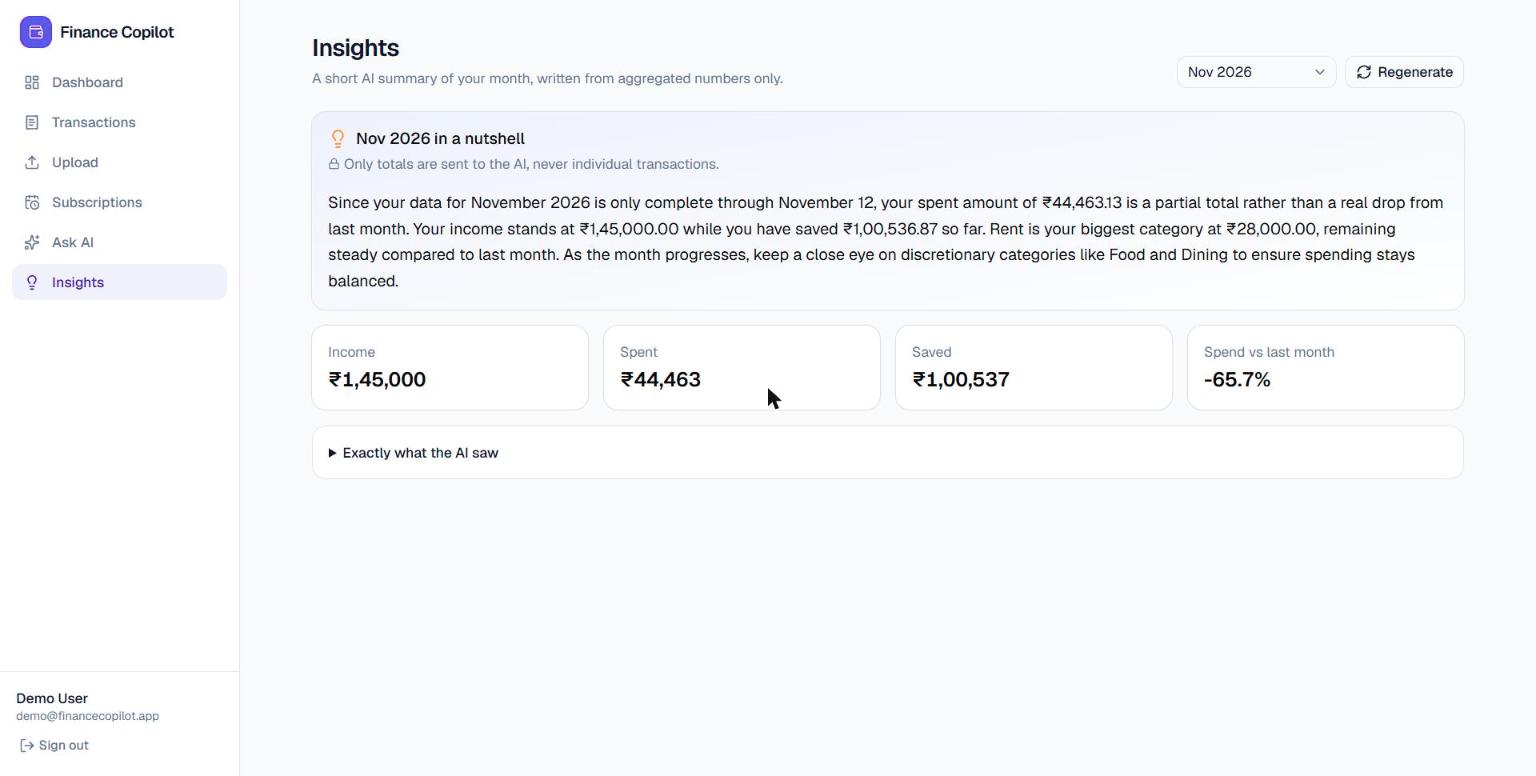 Finance Copilot
Dashboard
Transactions
Upload
Subscriptions
Ask AI
Insights
Demo User
demo@financecopilot.app
Sign out
Insights
A short AI summary of your month, written from aggregated numbers only.
Nov 2026
Regenerate
Nov 2026 in a nutshell
Only totals are sent to the AI, never individual transactions.
Since your data for November 2026 is only complete through November 12, your spent amount of ₹44,463.13 is a partial total rather than a real drop from
last month. Your income stands at ₹1,45,000.00 while you have saved ₹1,00,536.87 so far. Rent is your biggest category at ₹28,000.00, remaining
steady compared to last month. As the month progresses, keep a close eye on discretionary categories like Food and Dining to ensure spending stays
balanced.
Income
₹1,45,000
Spent
₹44,463
Saved
₹1,00,537
Spend vs last month
-65.7%
Exactly what the AI saw